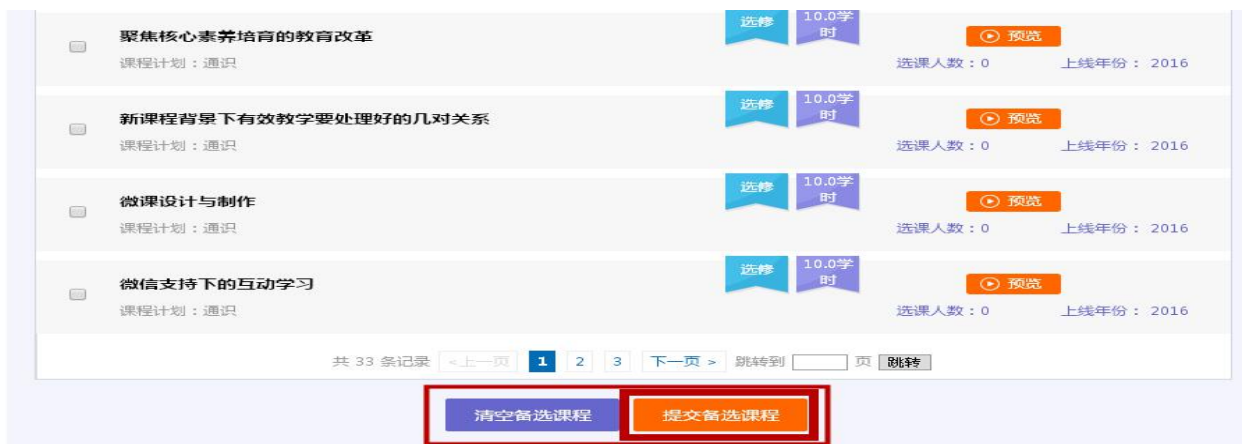 选修 10.0学时
聚焦核心素养培育的教育改革 预览
课程计划：通识 选课人数：0 上线年份： 2016
选修 10.0学时
新课程背景下有效教学要处理好的几对关系 预览
课程计划：通识 选课人数：0 上线年份： 2016
选修 10.0学时
微课设计与制作 预览
课程计划：通识 选课人数：0 上线年份： 2016
选修 10.0学时
微信支持下的互动学习 预览
课程计划：通识 选课人数：0 上线年份： 2016
共 33 条记录 <上一页 1 2 3 下一页 > 跳转到 页 跳转
清空备选课程 提交备选课程